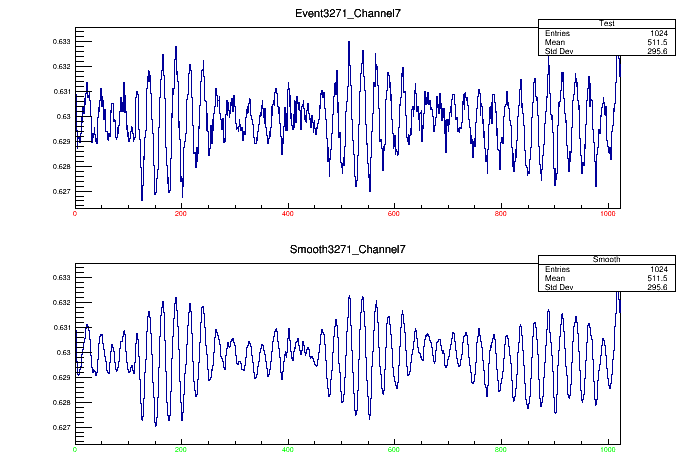 Event3271_Channel7
Test
Entries 1024
Mean 511.5
Std Dev 295.6
0.633
0.632
0.631
0.63
0.629
0.628
0.627
0 200 400 600 800 1000
Smooth3271_Channel7
Smooth
Entries 1024
Mean 511.5
Std Dev 295.6
0.633
0.632
0.631
0.63
0.629
0.628
0.627
0 200 400 600 800 1000